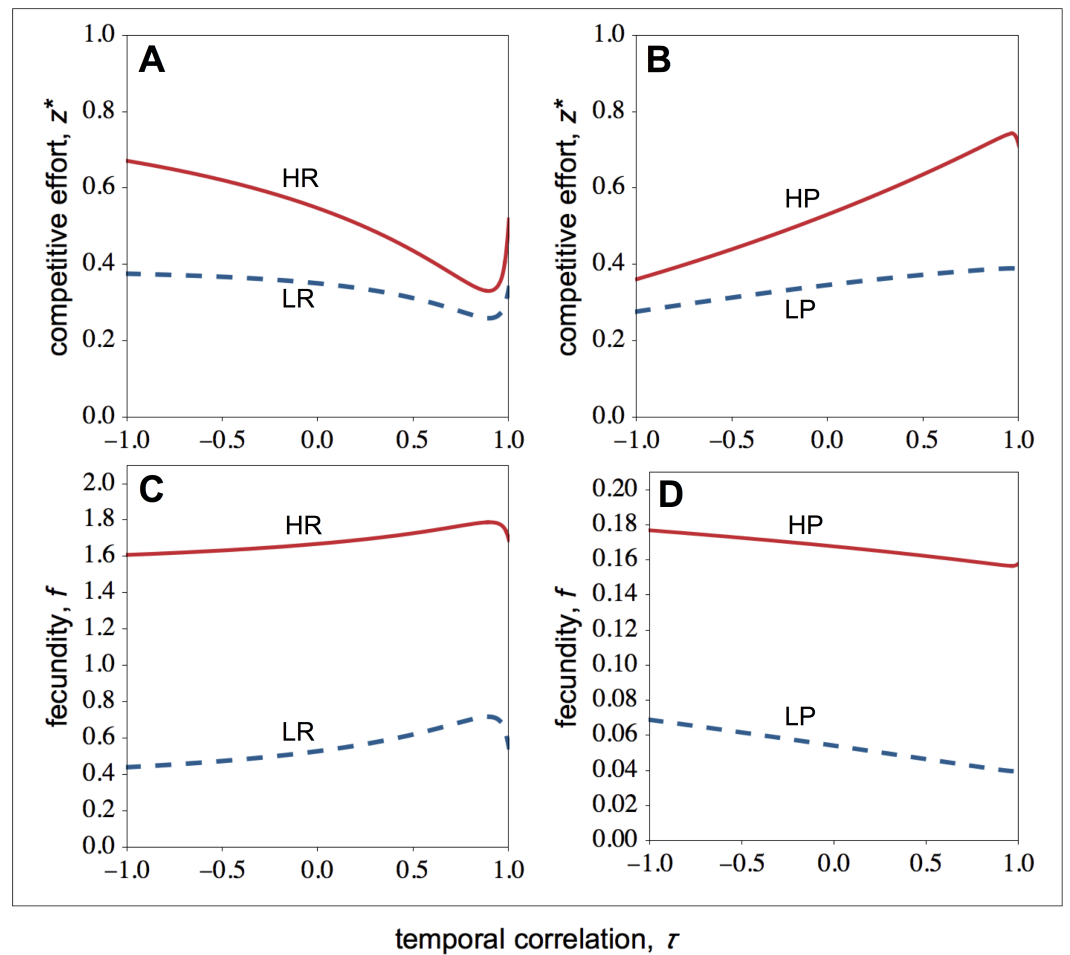 A
competitive effort, z*
1.0
0.8
0.6
0.4
0.2
0.0
HR
LR
−1.0 −0.5 0.0 0.5 1.0
B
competitive effort, z*
1.0
0.8
0.6
0.4
0.2
0.0
HP
LP
−1.0 −0.5 0.0 0.5 1.0
C
fecundity, f
2.0
1.8
1.6
1.4
1.2
1.0
0.8
0.6
0.4
0.2
0.0
HR
LR
−1.0 −0.5 0.0 0.5 1.0
D
fecundity, f
0.20
0.18
0.16
0.14
0.12
0.10
0.08
0.06
0.04
0.02
0.00
HP
LP
−1.0 −0.5 0.0 0.5 1.0
temporal correlation, τ